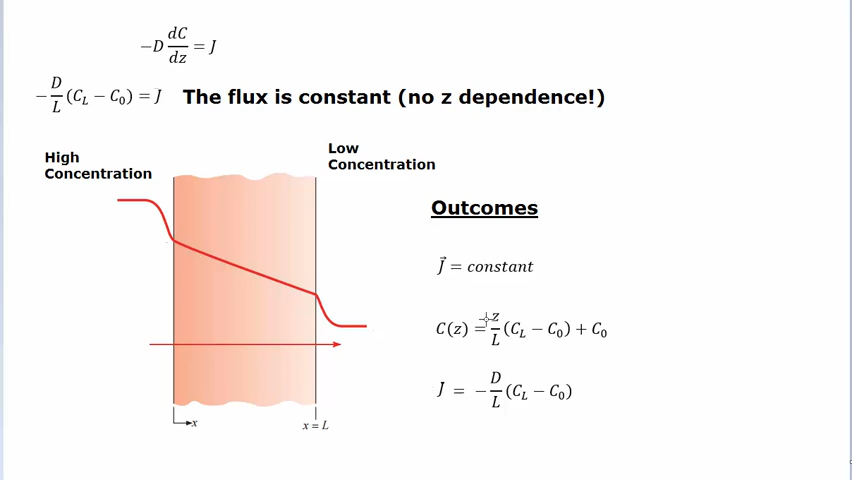 −D dC/dz = J
−D/L (C_L − C_0) = J The flux is constant (no z dependence!)
High
Concentration
Low
Concentration
Outcomes
J⃗ = constant
C(z) = z/L (C_L − C_0) + C_0
J = −D/L (C_L − C_0)
x
x = L